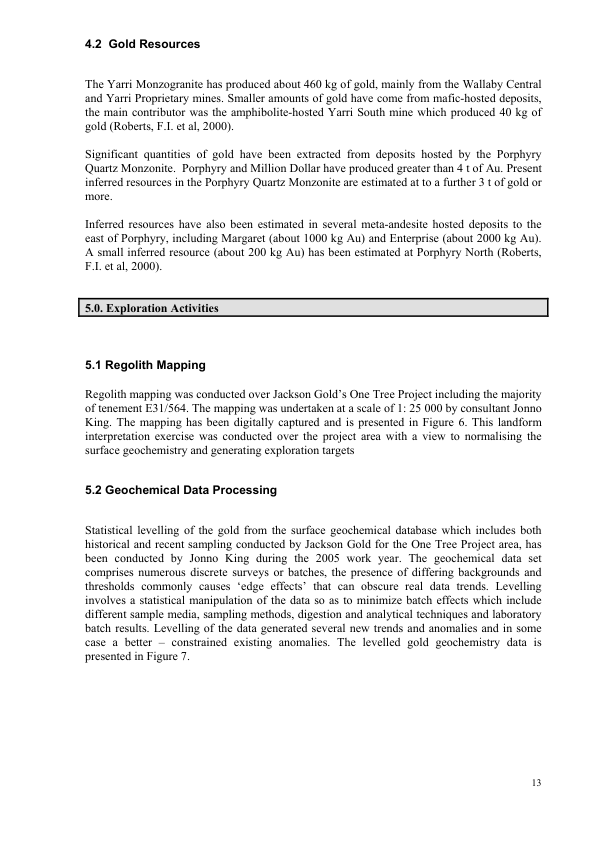 4.2 Gold Resources
The Yarri Monzogranite has produced about 460 kg of gold, mainly from the Wallaby Central
and Yarri Proprietary mines. Smaller amounts of gold have come from mafic-hosted deposits,
the main contributor was the amphibolite-hosted Yarri South mine which produced 40 kg of
gold (Roberts, F.I. et al, 2000).
Significant quantities of gold have been extracted from deposits hosted by the Porphyry
Quartz Monzonite. Porphyry and Million Dollar have produced greater than 4 t of Au. Present
inferred resources in the Porphyry Quartz Monzonite are estimated at to a further 3 t of gold or
more.
Inferred resources have also been estimated in several meta-andesite hosted deposits to the
east of Porphyry, including Margaret (about 1000 kg Au) and Enterprise (about 2000 kg Au).
A small inferred resource (about 200 kg Au) has been estimated at Porphyry North (Roberts,
F.I. et al, 2000).
5.0. Exploration Activities
5.1 Regolith Mapping
Regolith mapping was conducted over Jackson Gold's One Tree Project including the majority
of tenement E31/564. The mapping was undertaken at a scale of 1: 25 000 by consultant Jonno
King. The mapping has been digitally captured and is presented in Figure 6. This landform
interpretation exercise was conducted over the project area with a view to normalising the
surface geochemistry and generating exploration targets
5.2 Geochemical Data Processing
Statistical levelling of the gold from the surface geochemical database which includes both
historical and recent sampling conducted by Jackson Gold for the One Tree Project area, has
been conducted by Jonno King during the 2005 work year. The geochemical data set
comprises numerous discrete surveys or batches, the presence of differing backgrounds and
thresholds commonly causes 'edge effects' that can obscure real data trends. Levelling
involves a statistical manipulation of the data so as to minimize batch effects which include
different sample media, sampling methods, digestion and analytical techniques and laboratory
batch results. Levelling of the data generated several new trends and anomalies and in some
case a better – constrained existing anomalies. The levelled gold geochemistry data is
presented in Figure 7.
13